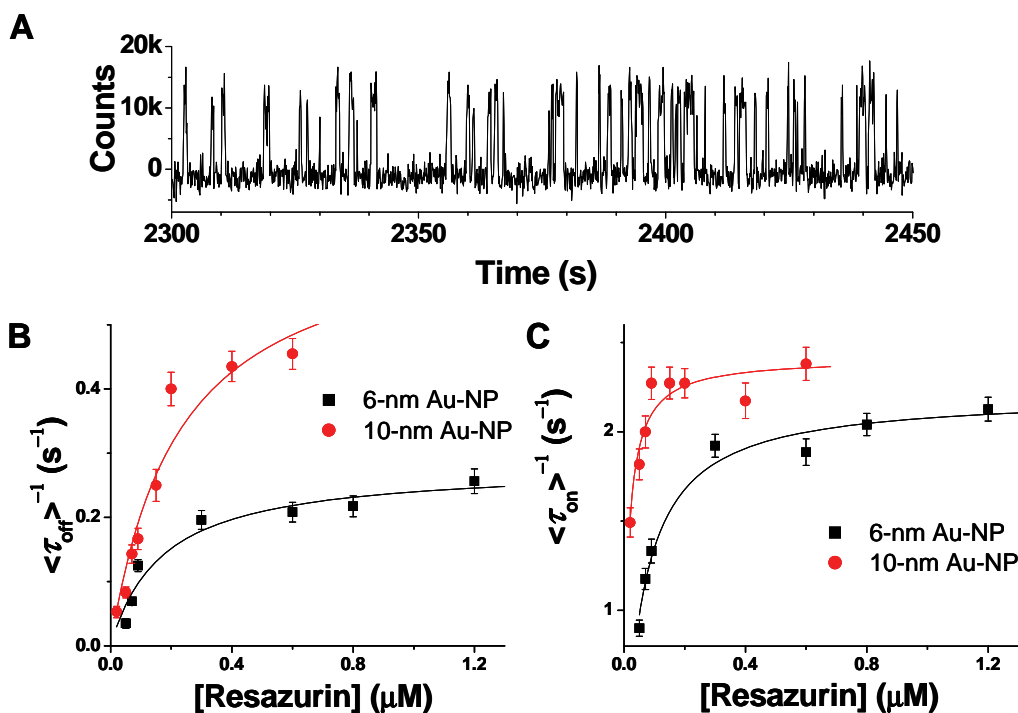 A
Counts
20k
10k
0
2300 2350 2400 2450
Time (s)
B
<τoff>⁻¹ (s⁻¹)
0.4
0.2
0.0
6-nm Au-NP
10-nm Au-NP
0.0 0.4 0.8 1.2
[Resazurin] (μM)
C
<τon>⁻¹ (s⁻¹)
2
1
6-nm Au-NP
10-nm Au-NP
0.0 0.4 0.8 1.2
[Resazurin] (μM)